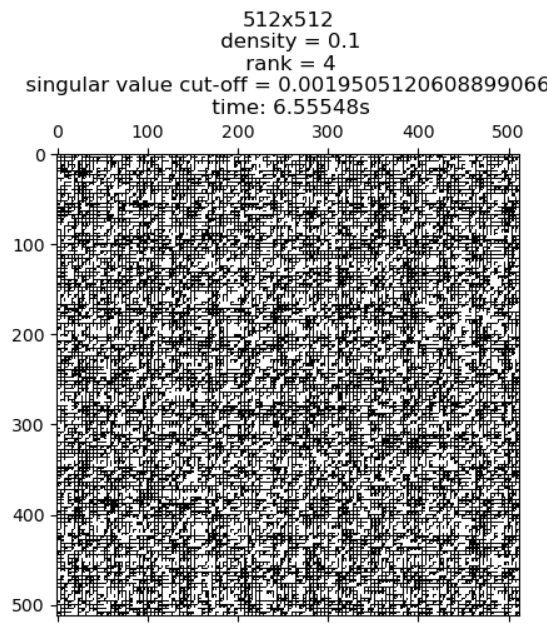 512x512
density = 0.1
rank = 4
singular value cut-off = 0.0019505120608899066
time: 6.55548s
0 100 200 300 400 500
0
100
200
300
400
500